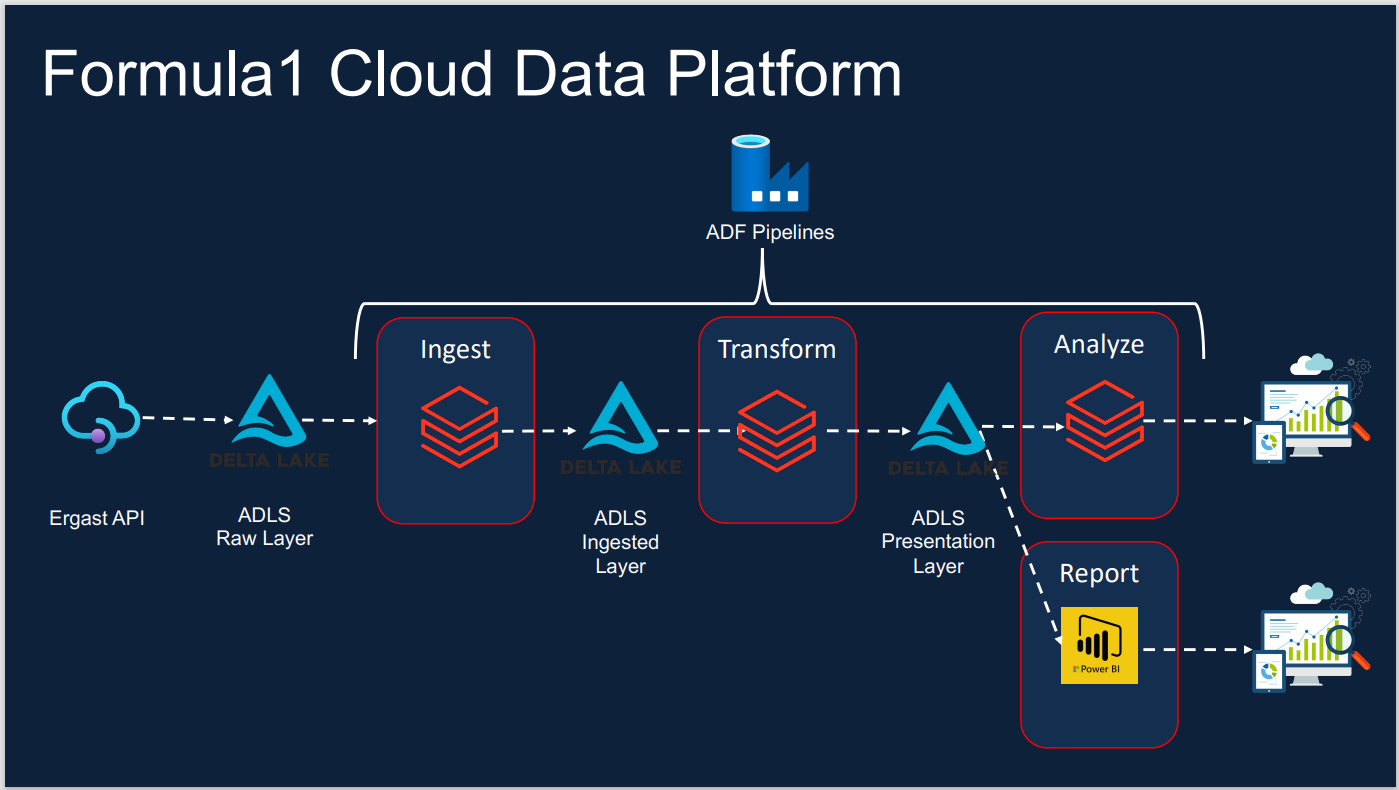 Formula1 Cloud Data Platform
ADF Pipelines
Ingest
Transform
Analyze
DELTA LAKE
DELTA LAKE
DELTA LAKE
Ergast API
ADLS
Raw Layer
ADLS
Ingested
Layer
ADLS
Presentation
Layer
Report
Power BI